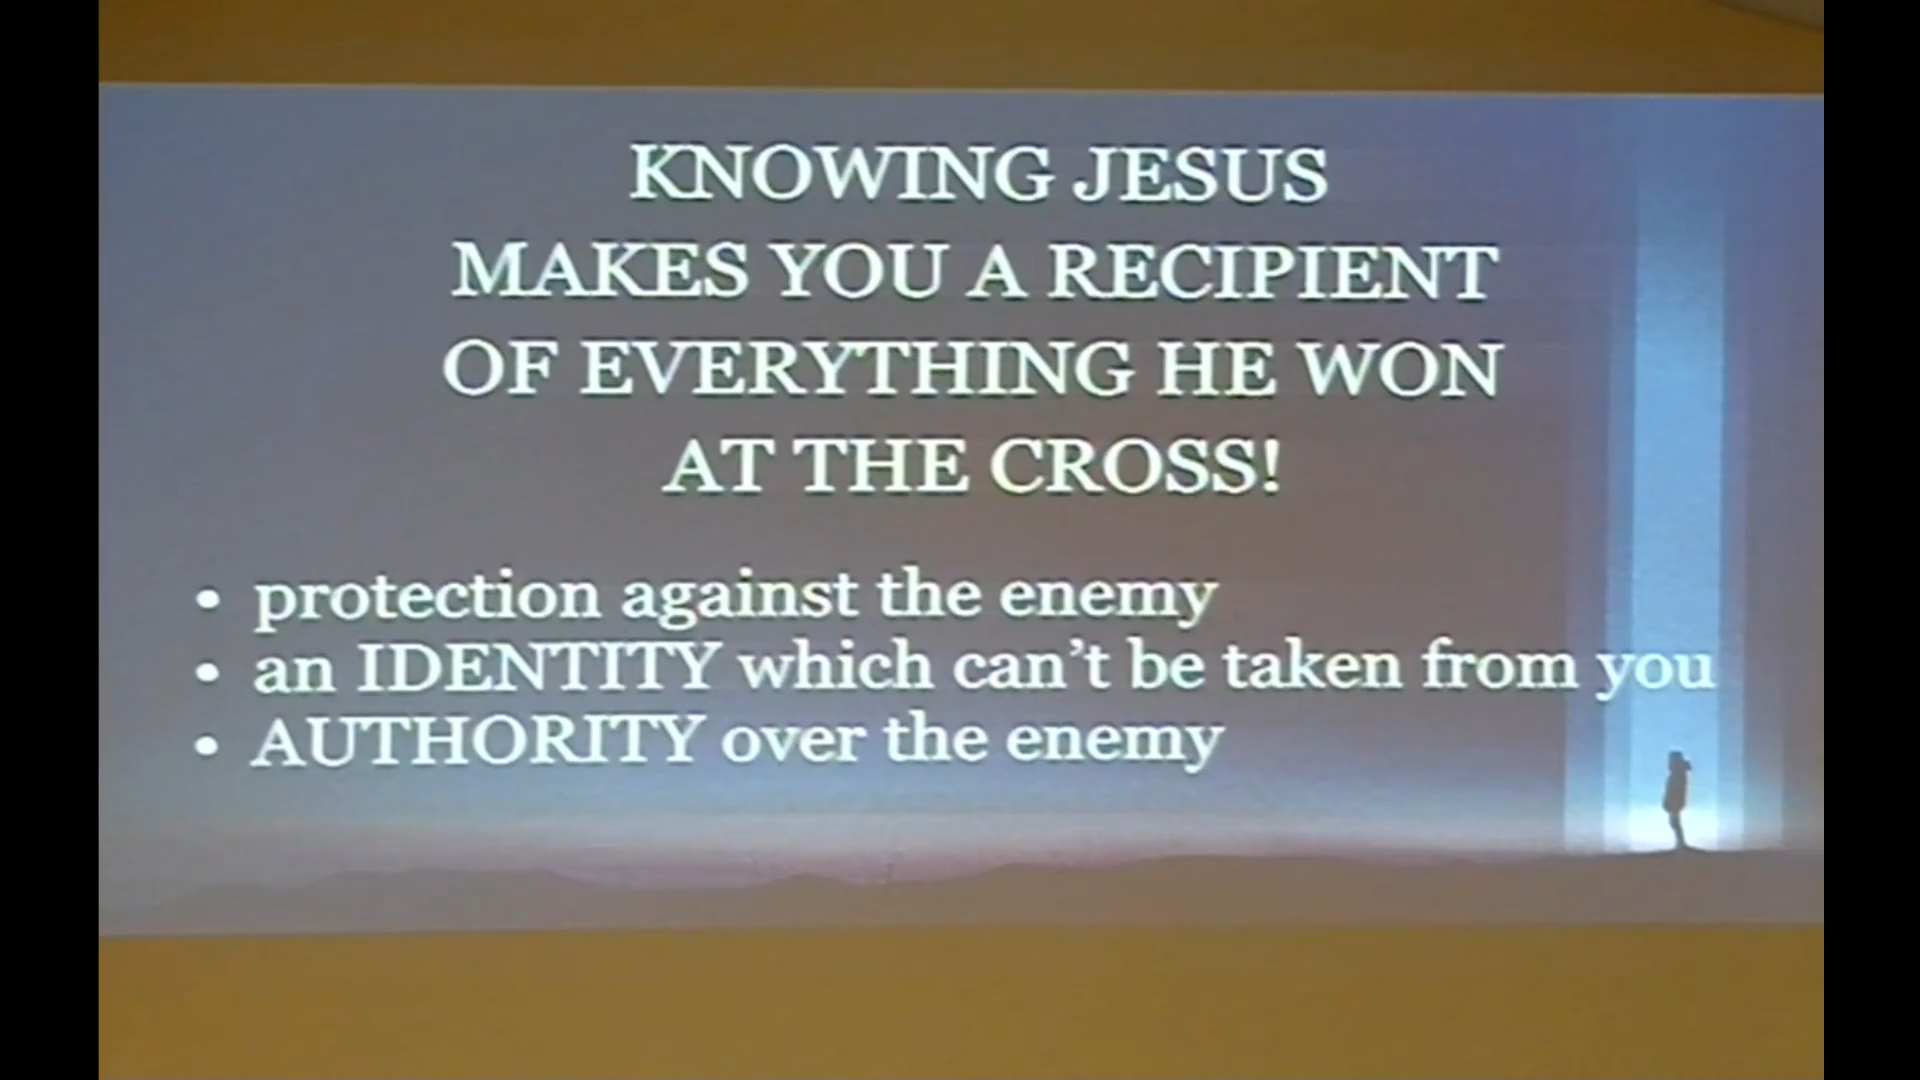 KNOWING JESUS
MAKES YOU A RECIPIENT
OF EVERYTHING HE WON
AT THE CROSS!
• protection against the enemy
• an IDENTITY which can’t be taken from you
• AUTHORITY over the enemy